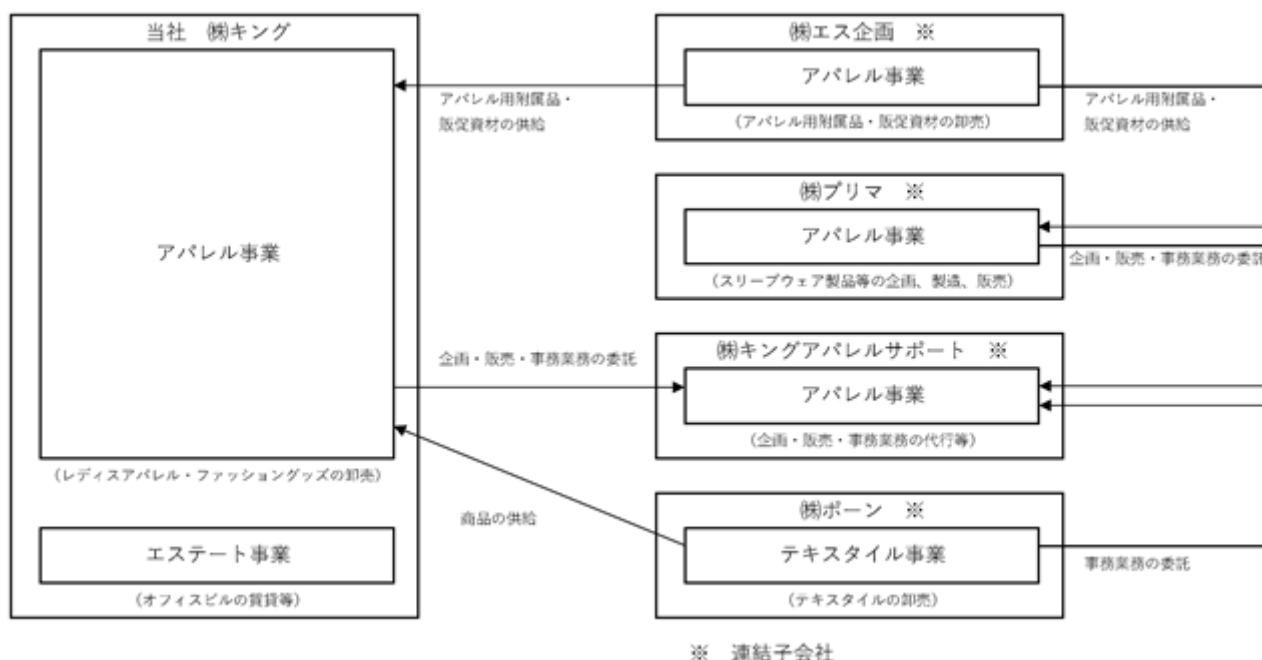 当社 ㈱キング
アパレル事業
(レディスアパレル・ファッショングッズの卸売)
エステート事業
(オフィスビルの賃貸等)
アパレル用附属品・
販促資材の供給
企画・販売・事務業務の委託
商品の供給
㈱エス企画 ※
アパレル事業
(アパレル用附属品・販促資材の卸売)
㈱プリマ ※
アパレル事業
(スリープウェア製品等の企画、製造、販売)
㈱キングアパレルサポート ※
アパレル事業
(企画・販売・事務業務の代行等)
㈱ポーン ※
テキスタイル事業
(テキスタイルの卸売)
アパレル用附属品・
販促資材の供給
企画・販売・事務業務の委託
事務業務の委託
※ 連結子会社